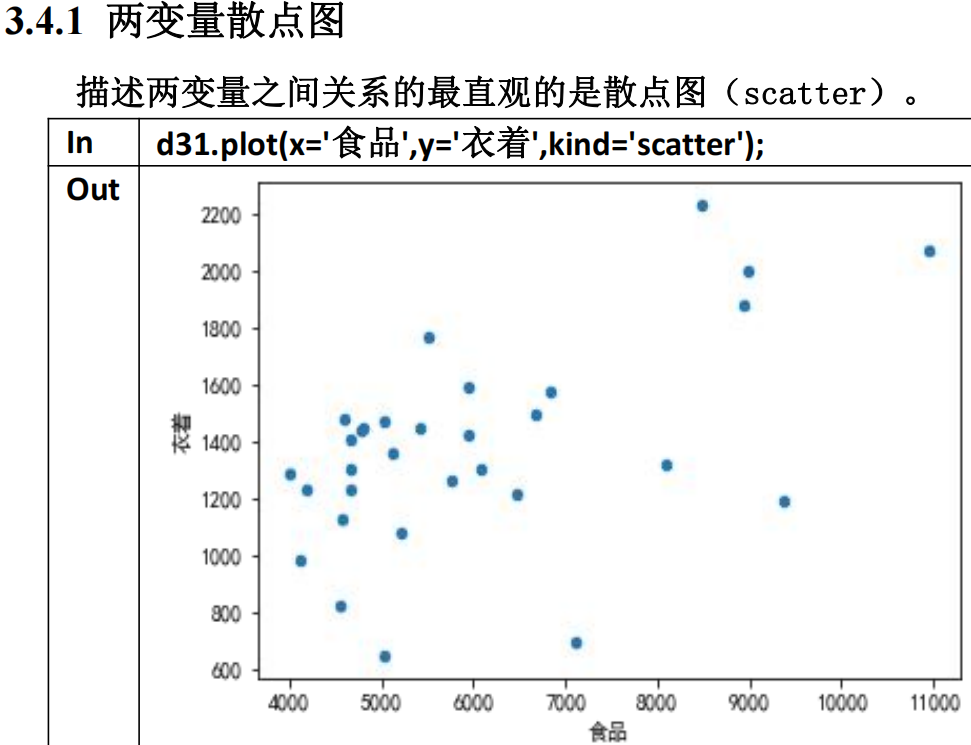 3.4.1 两变量散点图
描述两变量之间关系的最直观的是散点图（scatter）。
In d31.plot(x='食品',y='衣着',kind='scatter');
Out
2200
2000
1800
1600
1400
1200
1000
800
600
衣着
4000 5000 6000 7000 8000 9000 10000 11000
食品